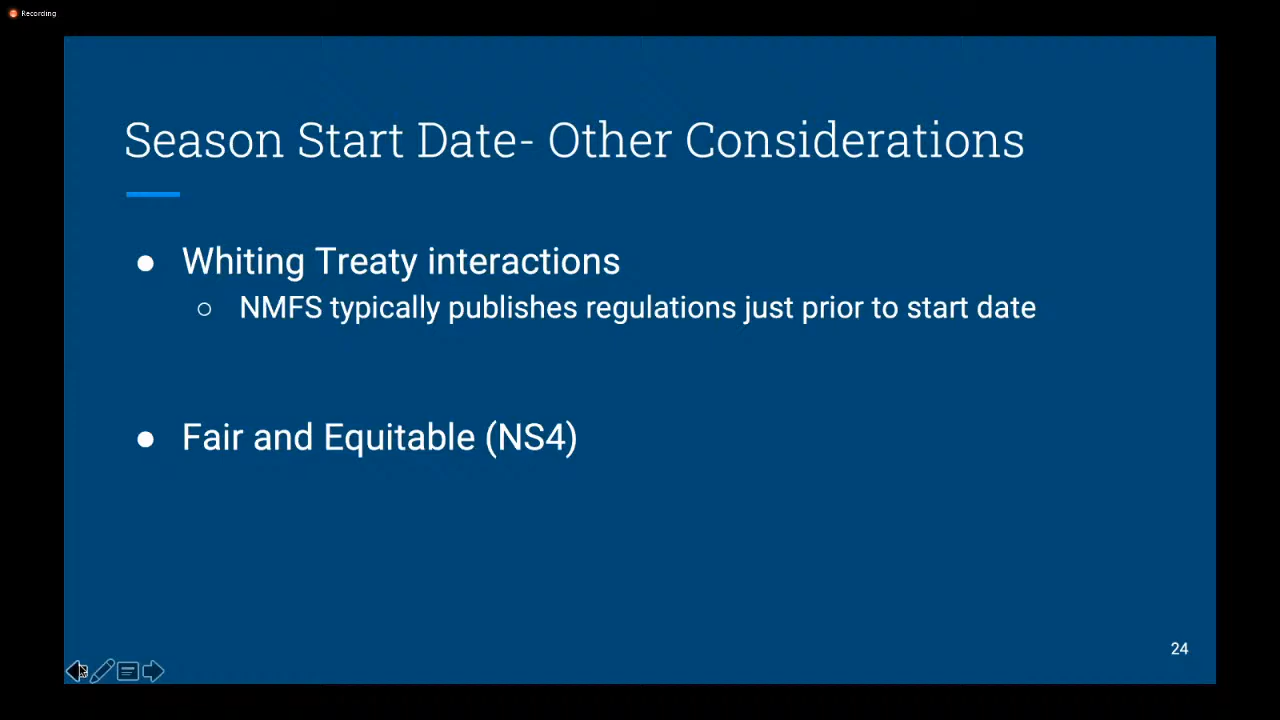 Recording
Season Start Date- Other Considerations
● Whiting Treaty interactions
○ NMFS typically publishes regulations just prior to start date
● Fair and Equitable (NS4)
24